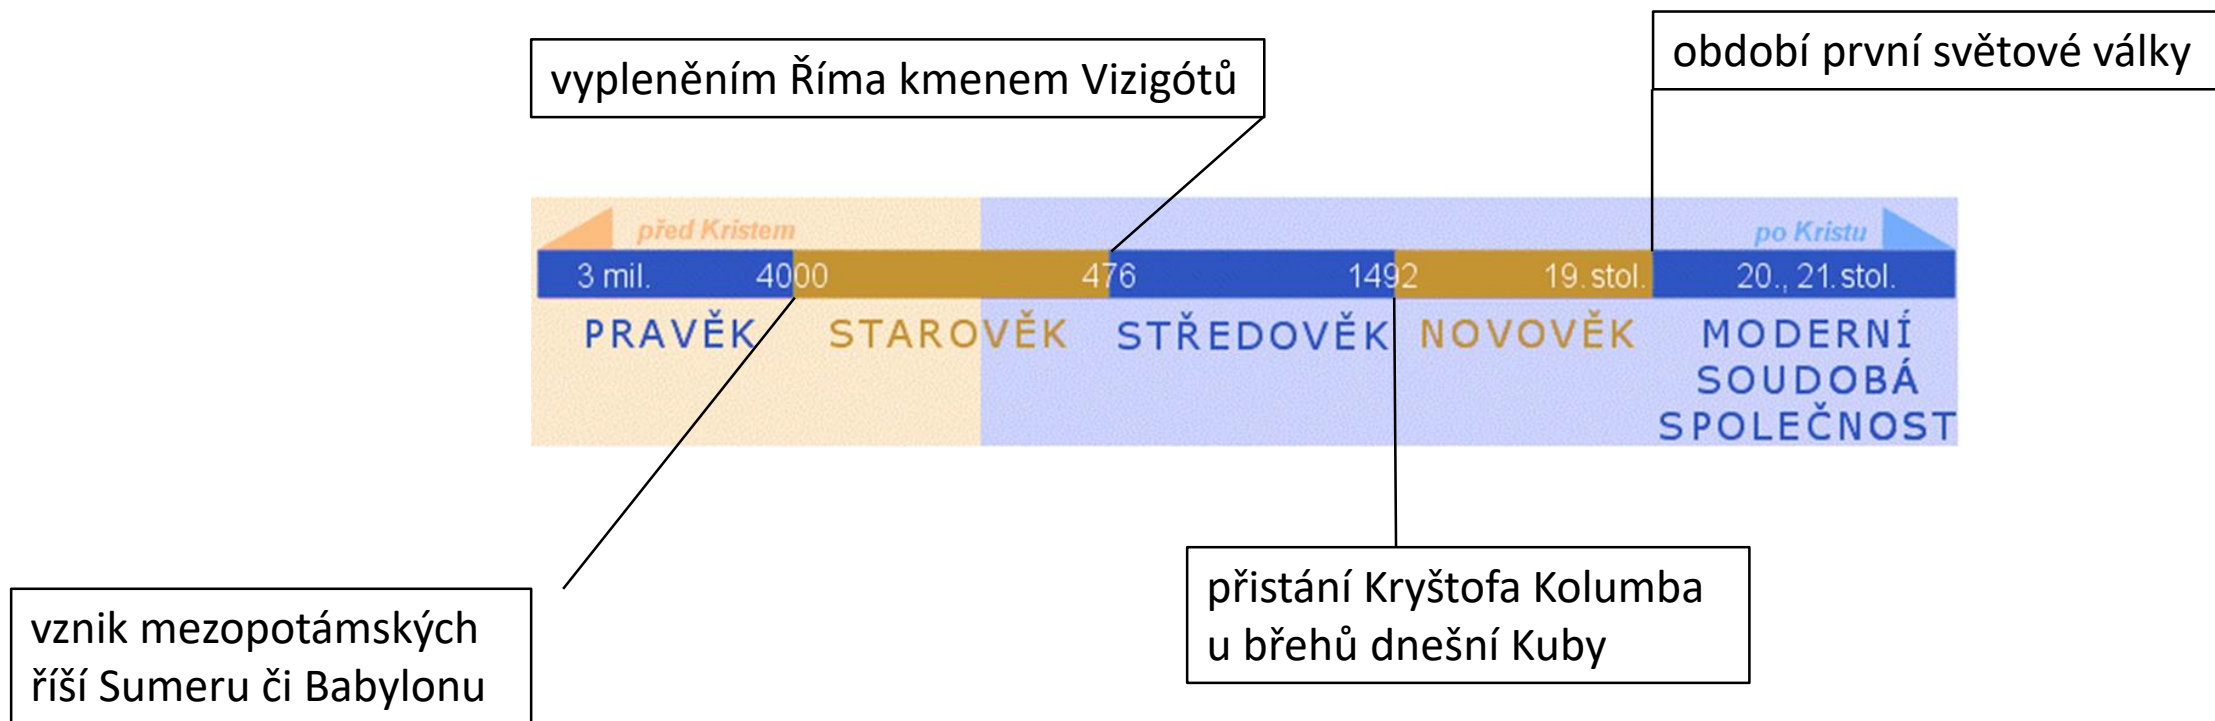 vypleněním Říma kmenem Vizigótů
období první světové války
před Kristem
po Kristu
3 mil. 4000 476 1492 19. stol. 20., 21. stol.
PRAVĚK STAROVĚK STŘEDOVĚK NOVOVĚK MODERNÍ
SOUDOBÁ
SPOLEČNOST
přistání Kryštofa Kolumba
u břehů dnešní Kuby
vznik mezopotámských
říší Sumeru či Babylonu